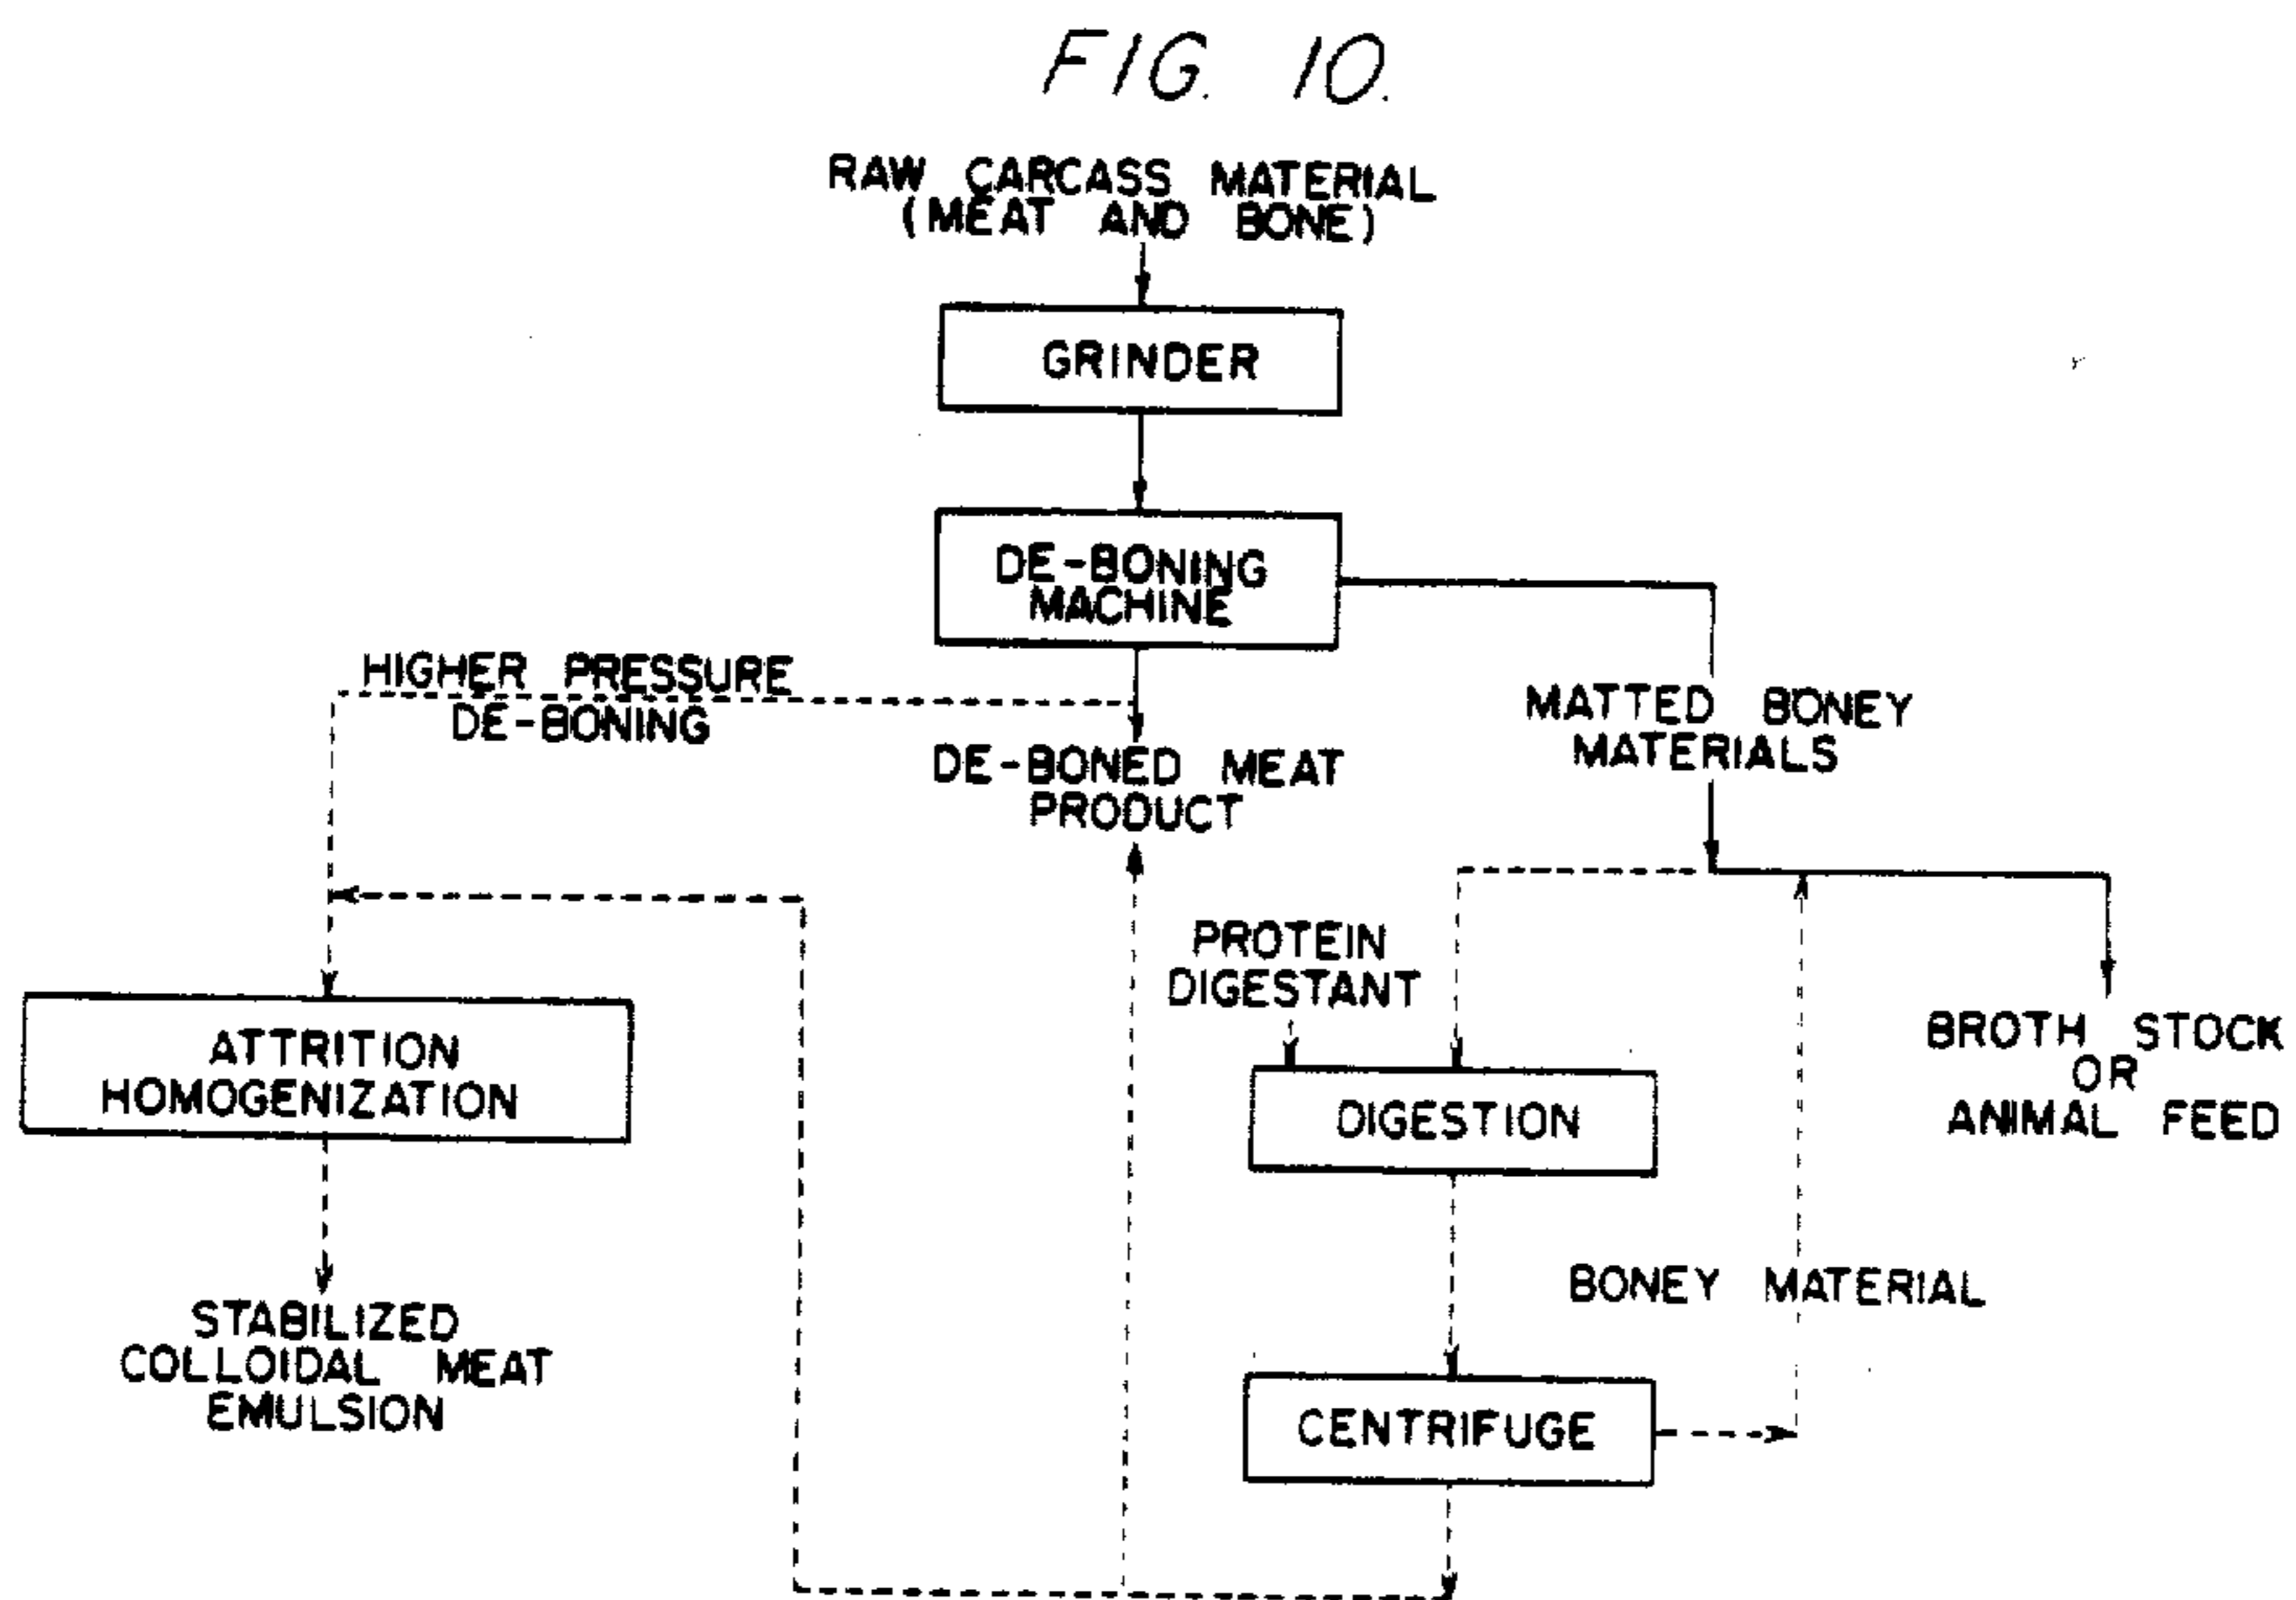 FIG. 10.
RAW CARCASS MATERIAL
(MEAT AND BONE)
GRINDER
DE-BONING
MACHINE
HIGHER PRESSURE
DE-BONING
DE-BONED MEAT
PRODUCT
MATTED BONEY
MATERIALS
PROTEIN
DIGESTANT
ATTRITION
HOMOGENIZATION
DIGESTION
BROTH STOCK
OR
ANIMAL FEED
BONEY MATERIAL
STABILIZED
COLLOIDAL MEAT
EMULSION
CENTRIFUGE